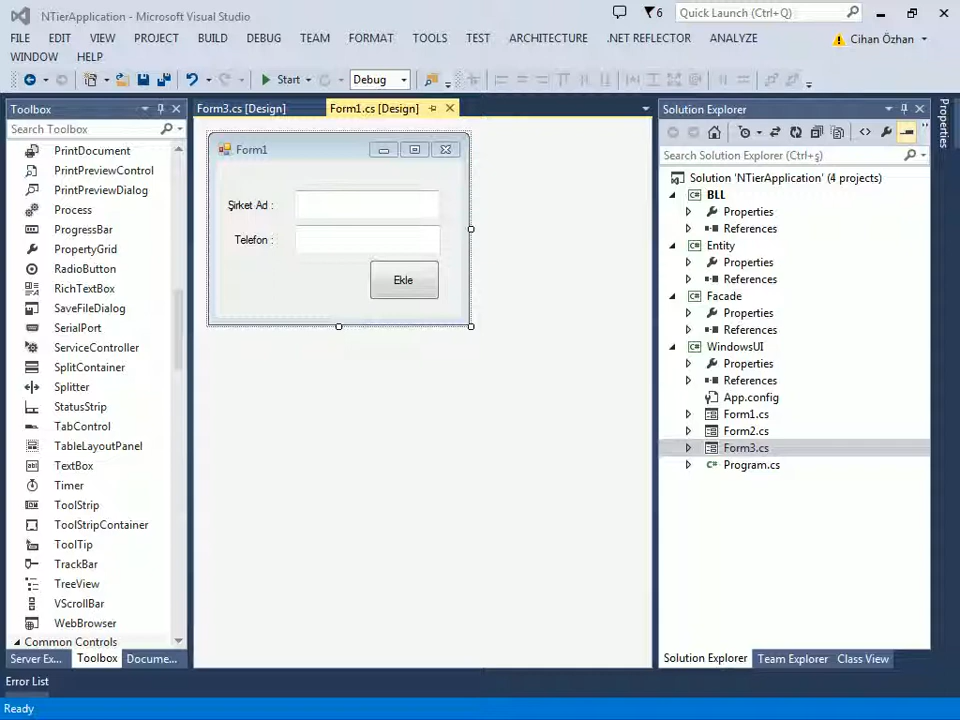 NTierApplication - Microsoft Visual Studio
6
Quick Launch (Ctrl+Q)
FILE EDIT VIEW PROJECT BUILD DEBUG TEAM FORMAT TOOLS TEST ARCHITECTURE .NET REFLECTOR ANALYZE
Cihan Özhan
WINDOW HELP
Start Debug
Toolbox
Search Toolbox
PrintDocument
PrintPreviewControl
PrintPreviewDialog
Process
ProgressBar
PropertyGrid
RadioButton
RichTextBox
SaveFileDialog
SerialPort
ServiceController
SplitContainer
Splitter
StatusStrip
TabControl
TableLayoutPanel
TextBox
Timer
ToolStrip
ToolStripContainer
ToolTip
TrackBar
TreeView
VScrollBar
WebBrowser
Common Controls
Server Ex... Toolbox Docume...
Form3.cs [Design] Form1.cs [Design]
Form1
Şirket Ad :
Telefon :
Ekle
Solution Explorer
Search Solution Explorer (Ctrl+ş)
Solution 'NTierApplication' (4 projects)
BLL
Properties
References
Entity
Properties
References
Facade
Properties
References
WindowsUI
Properties
References
App.config
Form1.cs
Form2.cs
Form3.cs
Program.cs
Solution Explorer Team Explorer Class View
Properties
Error List
Ready